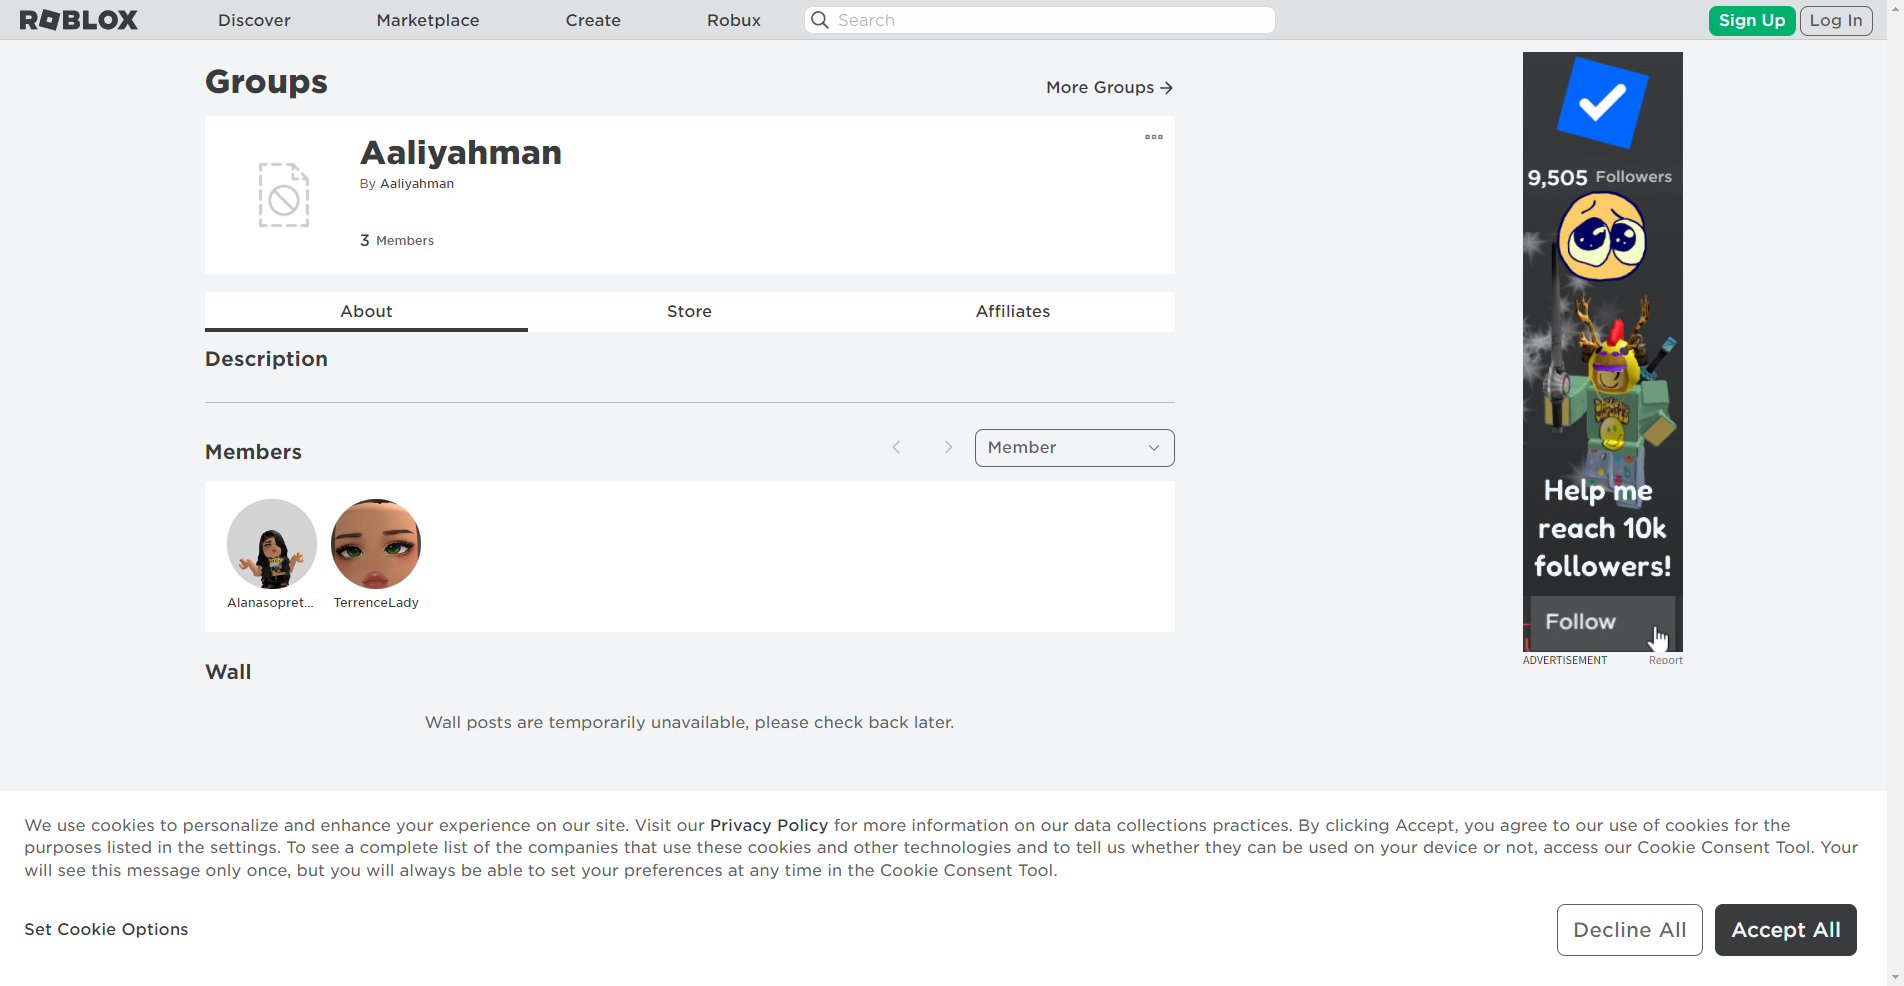 ROBLOX
Discover
Marketplace
Create
Robux
Search
Sign Up
Log In
Groups
More Groups
Aaliyahman
By Aaliyahman
3 Members
About
Store
Affiliates
Description
Members
Member
Alanasopret...
TerrenceLady
Wall
Wall posts are temporarily unavailable, please check back later.
9,505 Followers
Help me
reach 10k
followers!
Follow
ADVERTISEMENT
Report
We use cookies to personalize and enhance your experience on our site. Visit our Privacy Policy for more information on our data collections practices. By clicking Accept, you agree to our use of cookies for the
purposes listed in the settings. To see a complete list of the companies that use these cookies and other technologies and to tell us whether they can be used on your device or not, access our Cookie Consent Tool. Your
will see this message only once, but you will always be able to set your preferences at any time in the Cookie Consent Tool.
Set Cookie Options
Decline All
Accept All